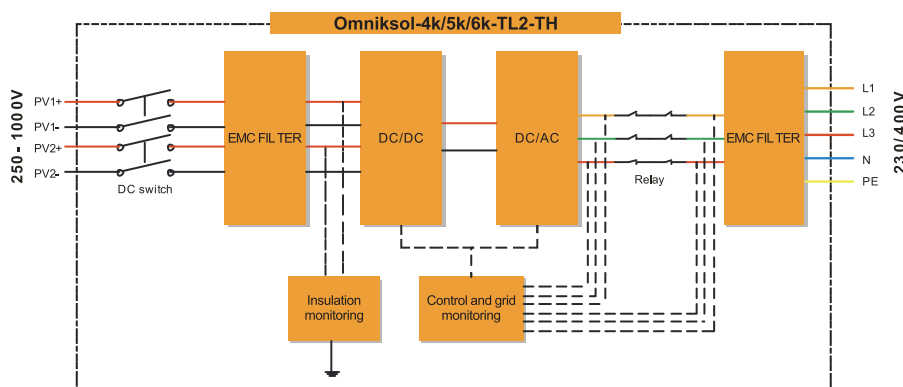 Omniksol-4k/5k/6k-TL2-TH
250-1000V
PV1+
PV1-
PV2+
PV2-
DC switch
EMC FILTER
DC/DC
DC/AC
Relay
EMC FILTER
L1
L2
L3
N
PE
230/400V
Insulation
monitoring
Control and grid
monitoring